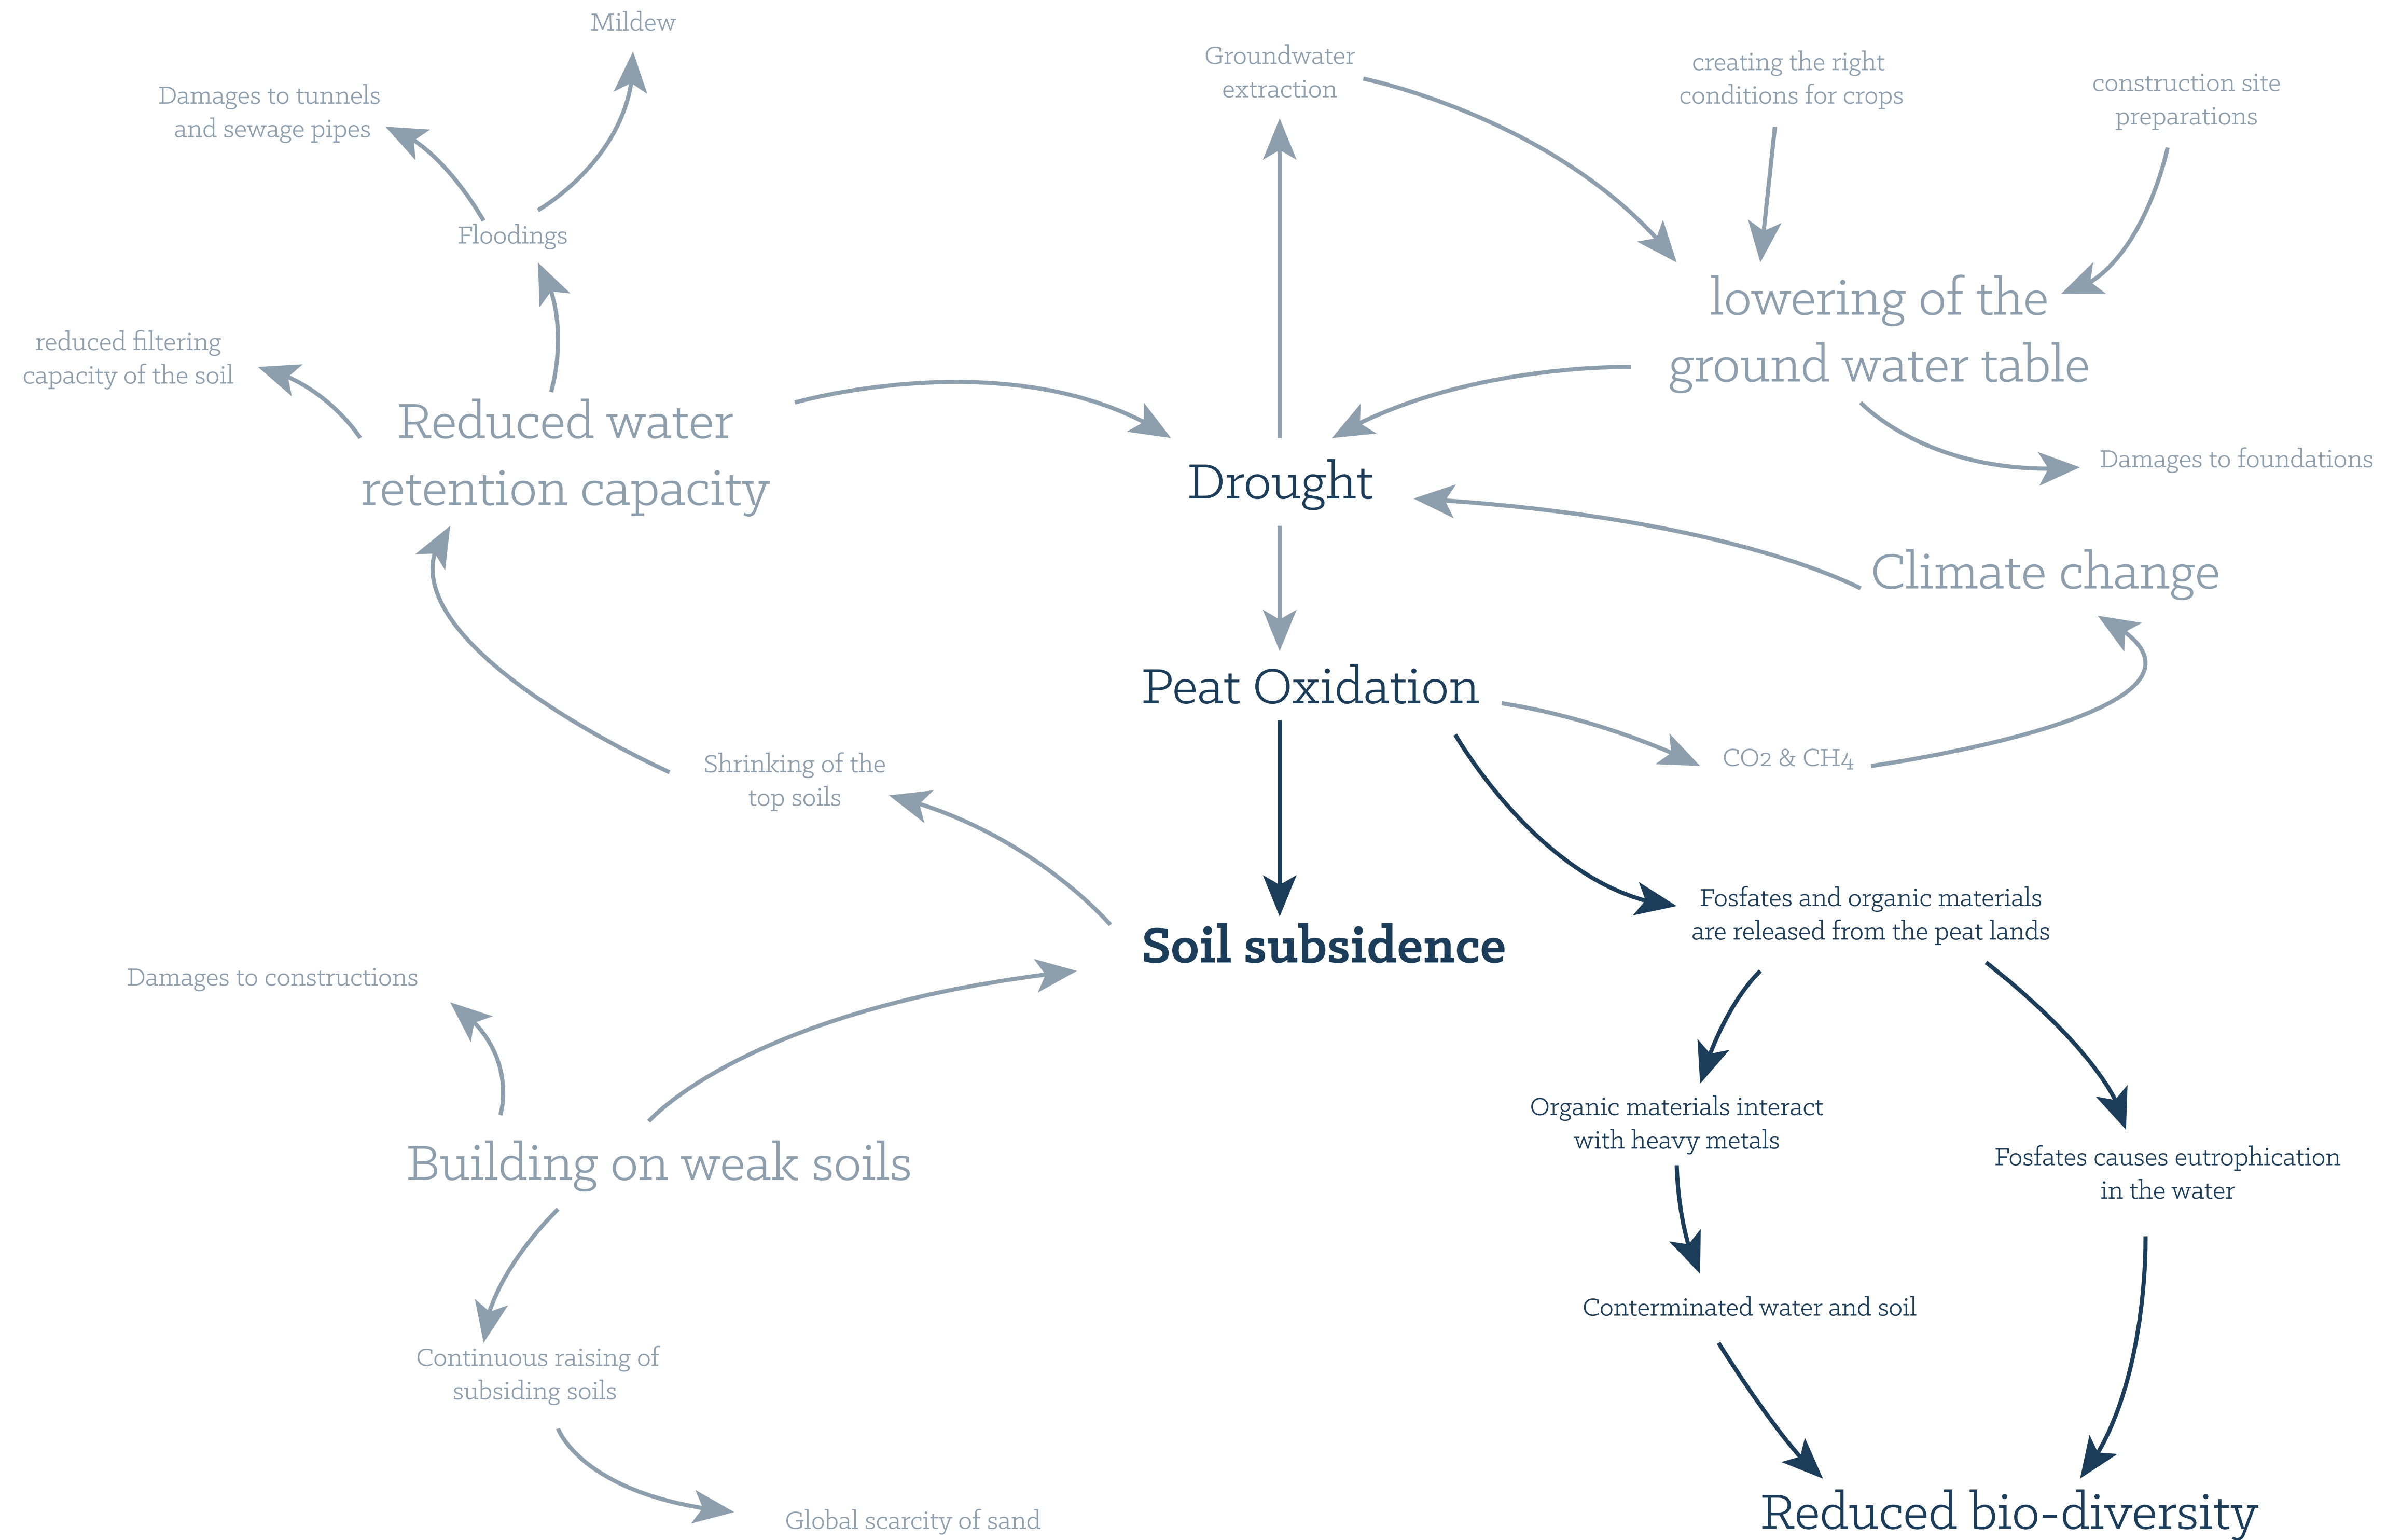 Mildew
Groundwater
extraction
creating the right
conditions for crops
construction site
preparations
Damages to tunnels
and sewage pipes
Floodings
lowering of the
ground water table
reduced filtering
capacity of the soil
Reduced water
retention capacity
Drought
Damages to foundations
Climate change
Peat Oxidation
CO2 & CH4
Shrinking of the
top soils
Fosfates and organic materials
are released from the peat lands
Soil subsidence
Damages to constructions
Organic materials interact
with heavy metals
Building on weak soils
Fosfates causes eutrophication
in the water
Conterminated water and soil
Continuous raising of
subsiding soils
Global scarcity of sand
Reduced bio-diversity